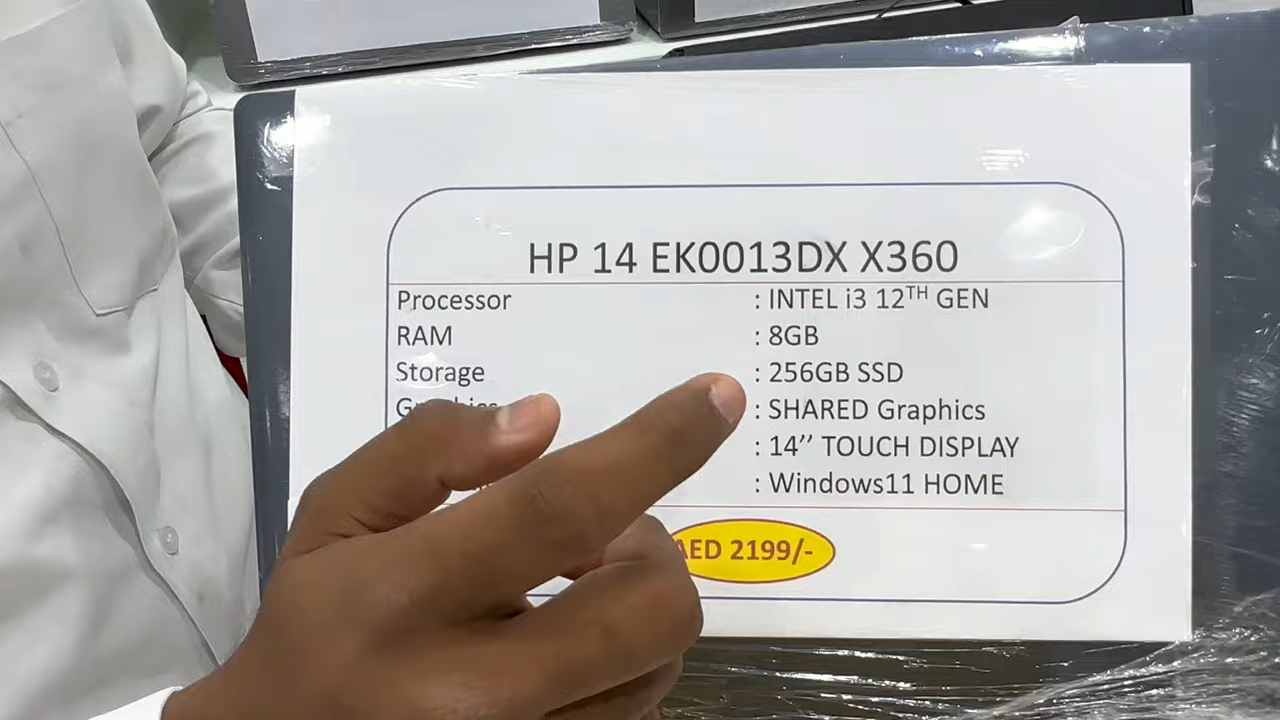 HP 14 EK0013DX X360
Processor : INTEL i3 12TH GEN
RAM : 8GB
Storage : 256GB SSD
: SHARED Graphics
: 14’’ TOUCH DISPLAY
: Windows11 HOME
AED 2199/-